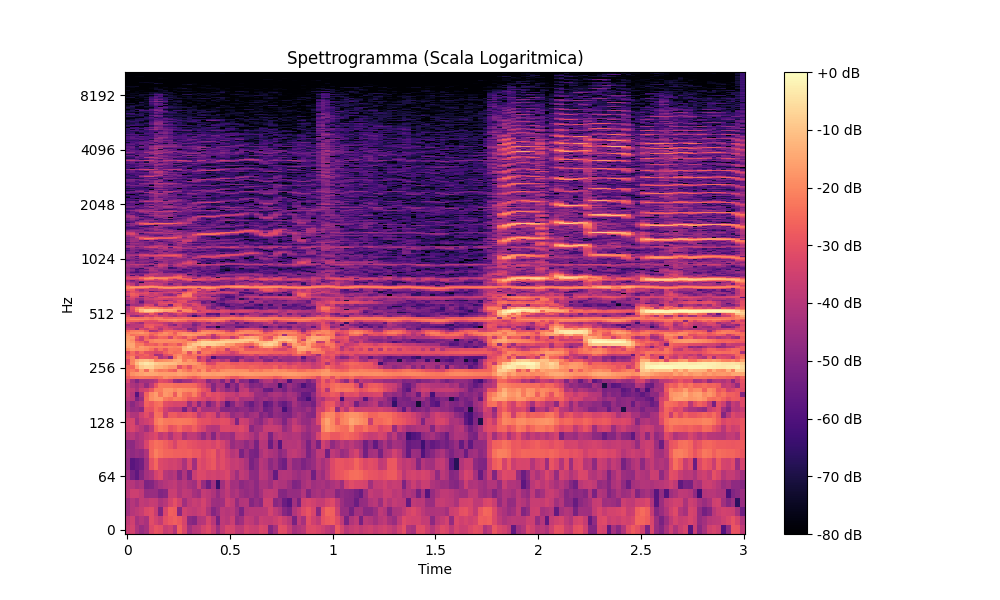 Spettrogramma (Scala Logaritmica)
8192
4096
2048
1024
512
256
128
64
0
Hz
0
0.5
1
1.5
2
2.5
3
Time
+0 dB
-10 dB
-20 dB
-30 dB
-40 dB
-50 dB
-60 dB
-70 dB
-80 dB